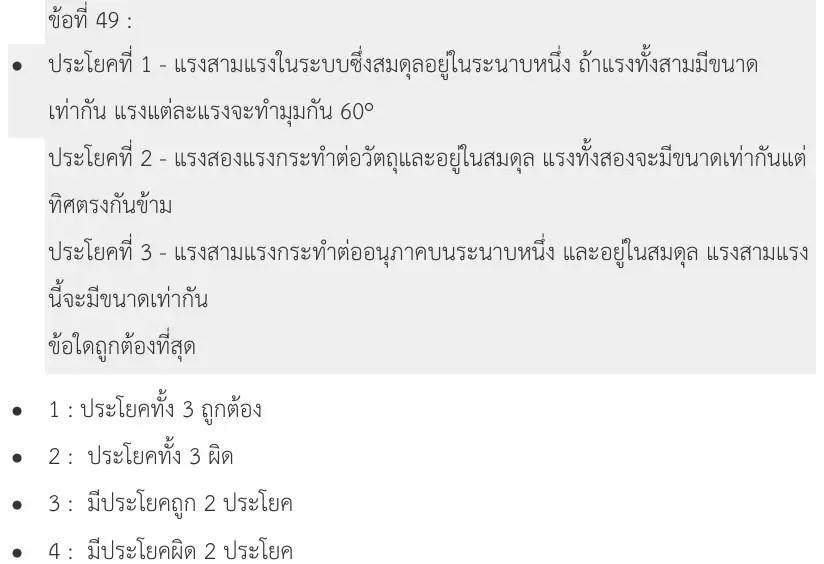 ข้อที่ 49 :
• ประโยคที่ 1 - แรงสามแรงในระบบซึ่งสมดุลอยู่ในระนาบหนึ่ง ถ้าแรงทั้งสามมีขนาด
เท่ากัน แรงแต่ละแรงจะทำมุมกัน 60°
ประโยคที่ 2 - แรงสองแรงกระทำต่อวัตถุและอยู่ในสมดุล แรงทั้งสองจะมีขนาดเท่ากันแต่
ทิศตรงกันข้าม
ประโยคที่ 3 - แรงสามแรงกระทำต่ออนุภาคบนระนาบหนึ่ง และอยู่ในสมดุล แรงสามแรง
นี้จะมีขนาดเท่ากัน
ข้อใดถูกต้องที่สุด
• 1 : ประโยคทั้ง 3 ถูกต้อง
• 2 : ประโยคทั้ง 3 ผิด
• 3 : มีประโยคถูก 2 ประโยค
• 4 : มีประโยคผิด 2 ประโยค